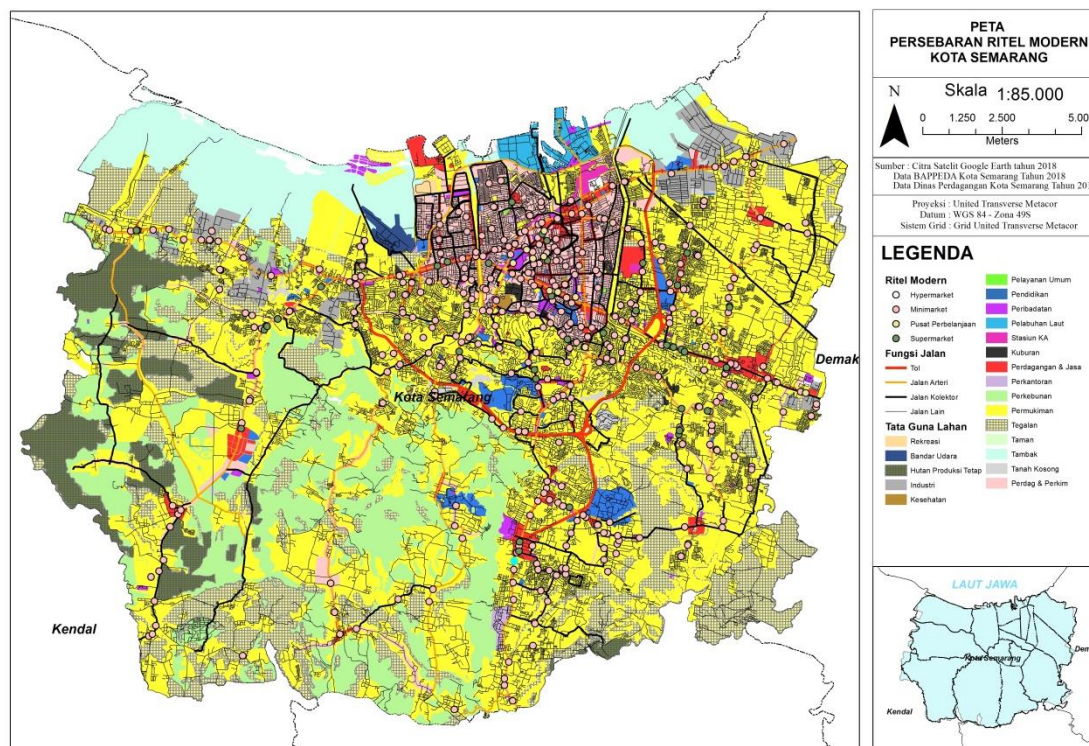 PETA
PERSEBARAN RITEL MODERN
KOTA SEMARANG
N
Skala 1:85.000
0 1.250 2.500 5.00
Meters
Sumber : Citra Satelit Google Earth tahun 2018
Data BAPPEDA Kota Semarang Tahun 2018
Data Dinas Perdagangan Kota Semarang Tahun 201
Proyeksi : United Transverse Metacor
Datum : WGS 84 - Zona 49S
Sistem Grid : Grid United Transverse Metacor
LEGENDA
Ritel Modern
Hypermarket
Minimarket
Pusat Perbelanjaan
Supermarket
Fungsi Jalan
Tol
Jalan Arteri
Jalan Kolektor
Jalan Lain
Tata Guna Lahan
Rekreasi
Bandar Udara
Hutan Produksi Tetap
Industri
Kesehatan
Pelayanan Umum
Pendidikan
Peribadatan
Pelabuhan Laut
Stasiun KA
Kuburan
Perdagangan & Jasa
Perkantoran
Perkebunan
Permukiman
Tegalan
Taman
Tambak
Tanah Kosong
Perdag & Perkim
Demak
Kota Semarang
Kendal
LAUT JAWA
Kota Semarang
Dem
Kendal